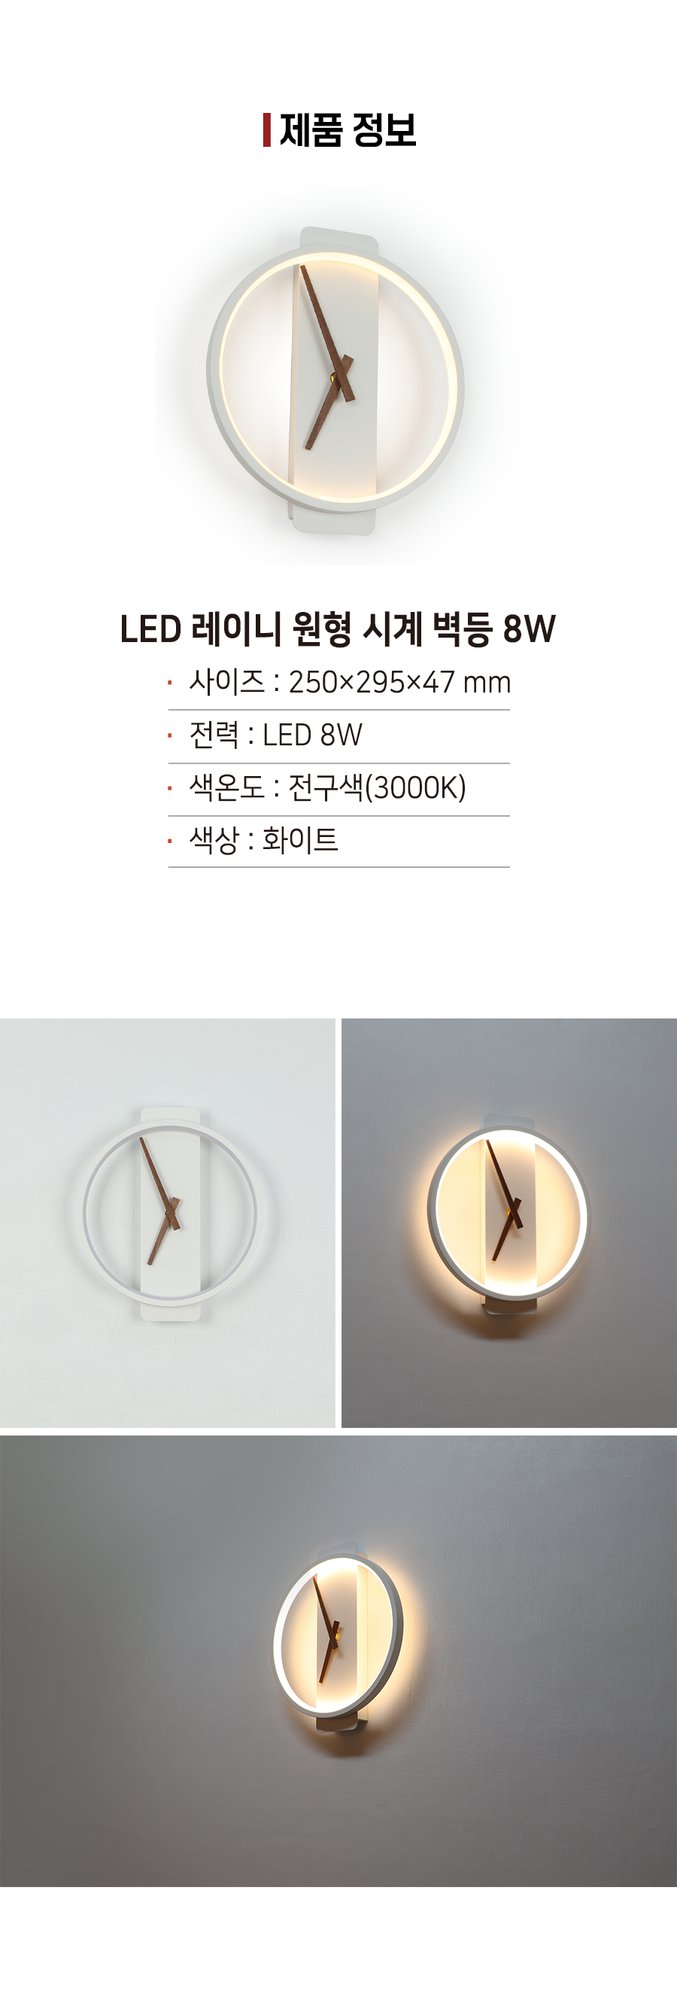 제품 정보
LED 레이니 원형 시계 벽등 8W
· 사이즈 : 250×295×47 mm
· 전력 : LED 8W
· 색온도 : 전구색(3000K)
· 색상 : 화이트